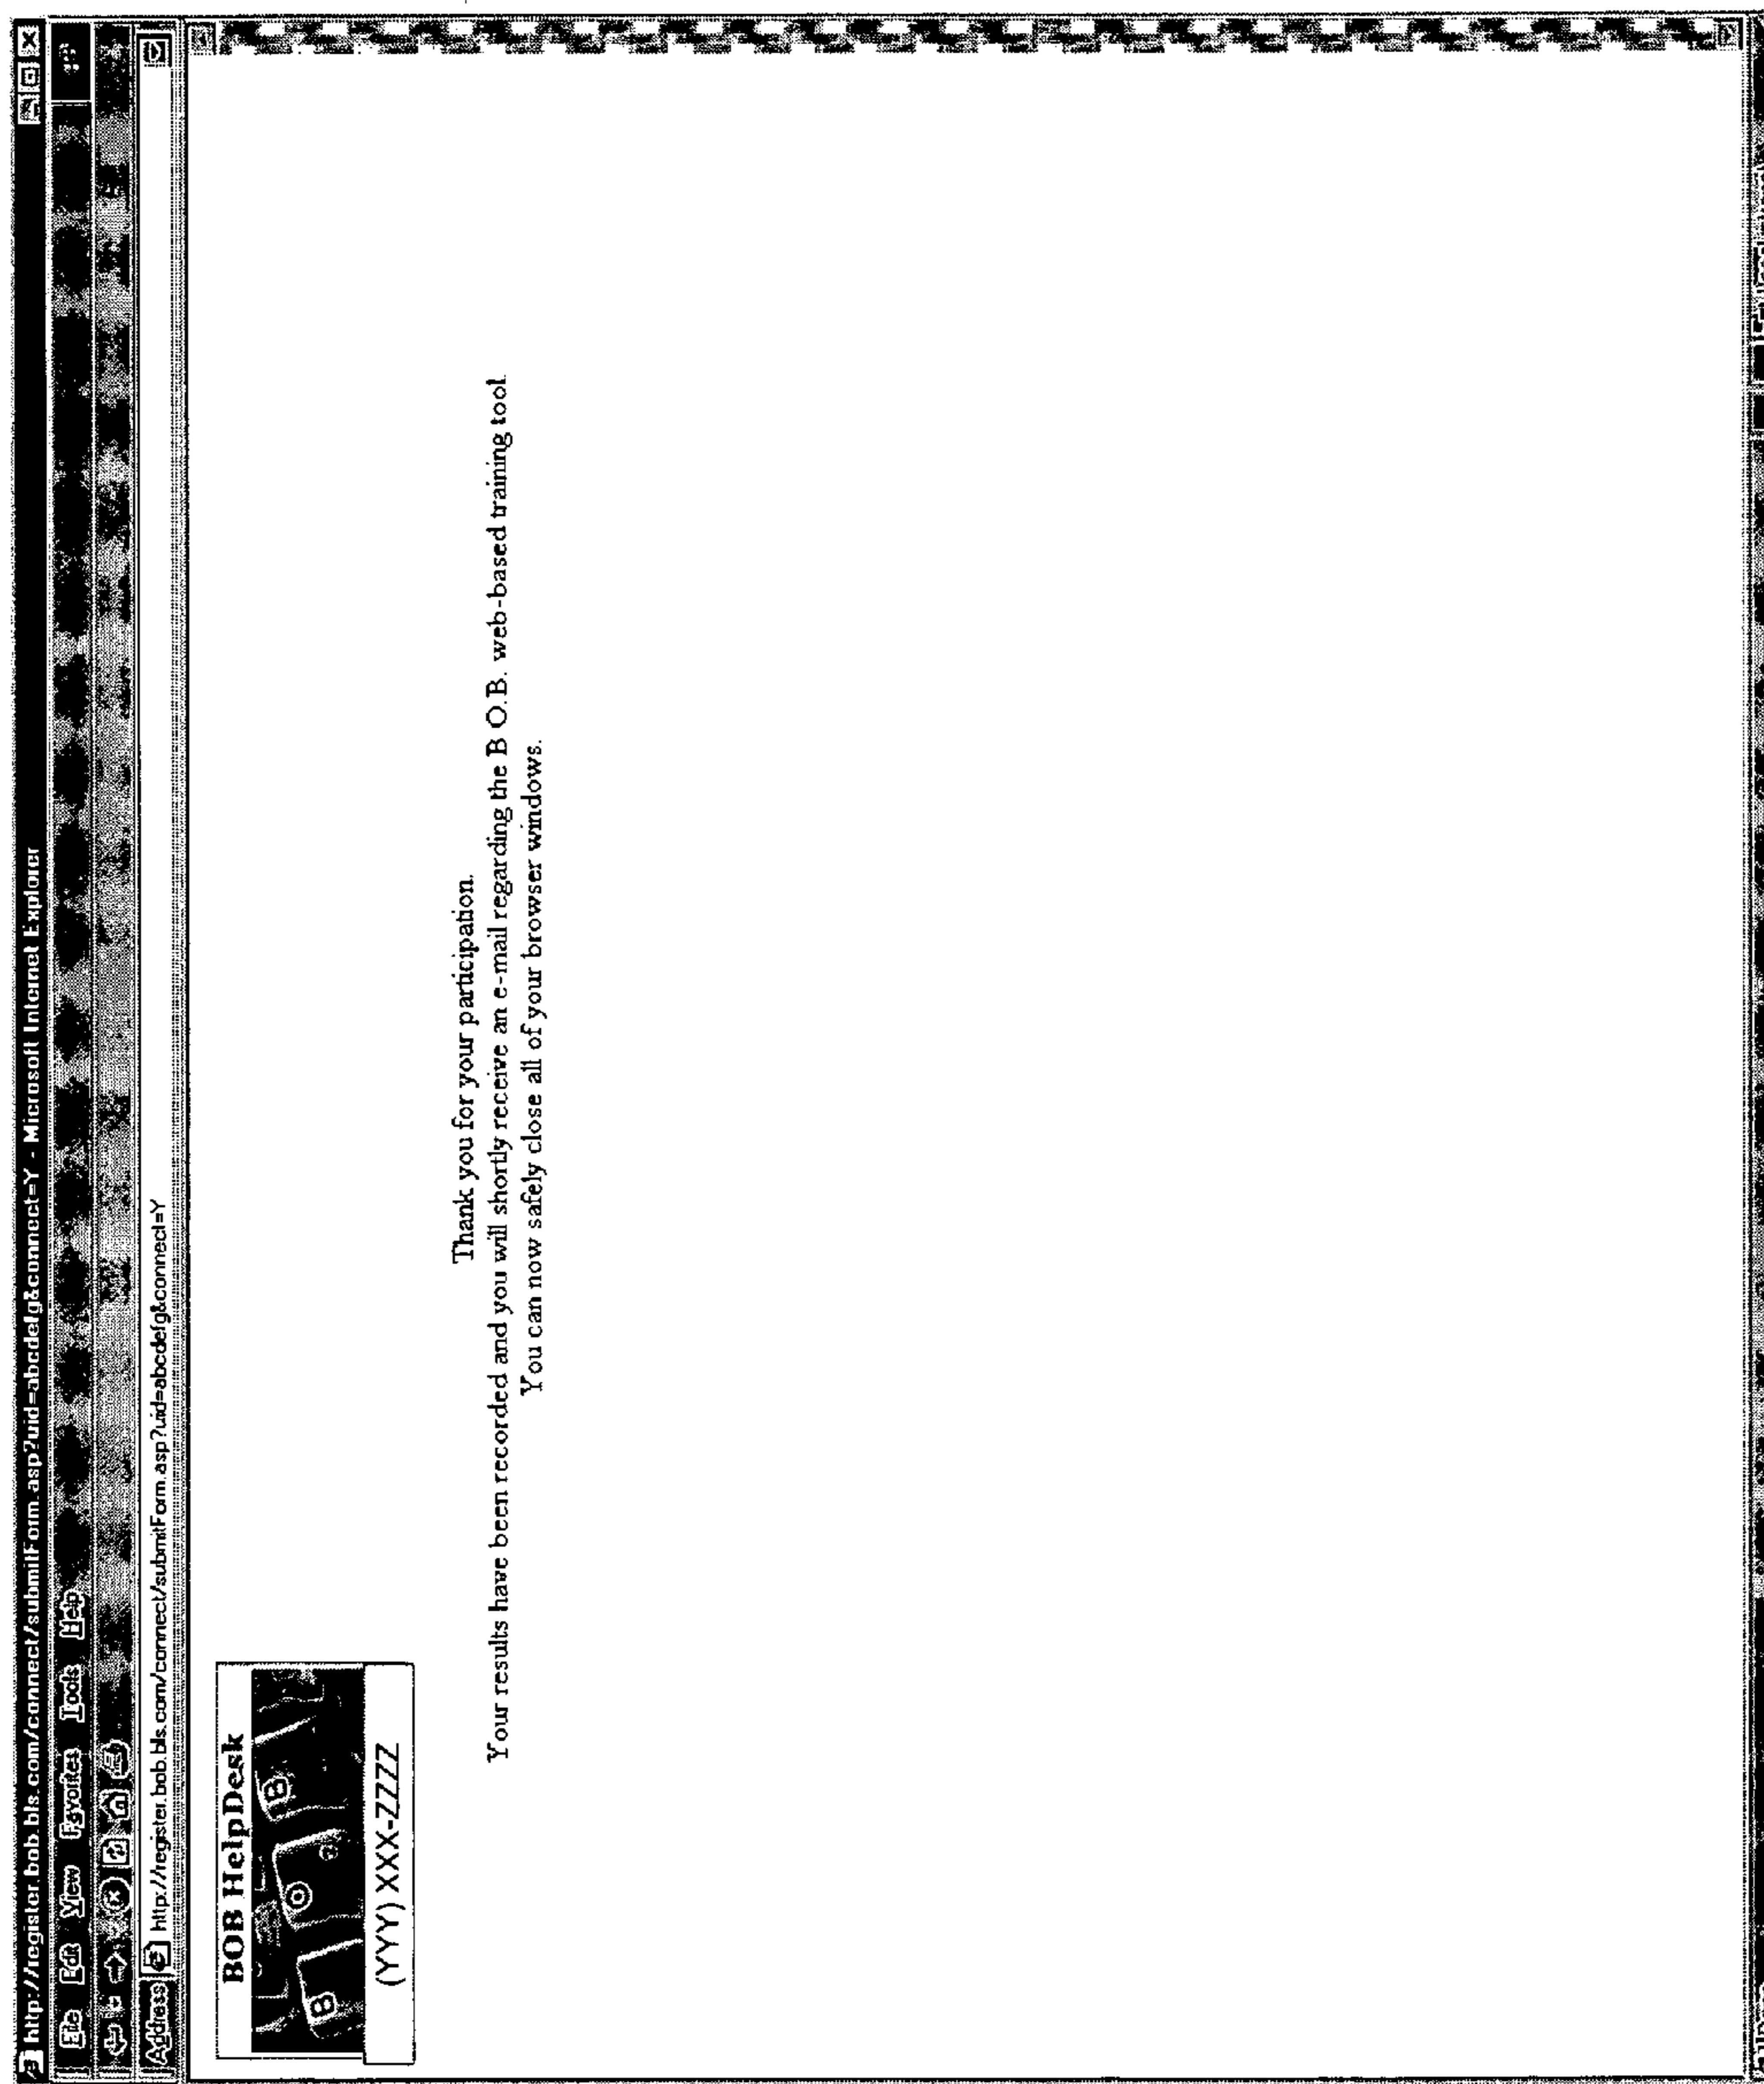 http://register.bob.bls.com/connect/submitForm.asp?uid=abcdefg&connect=Y - Microsoft Internet Explorer
File Edit View Favorites Tools Help
Address http://register.bob.bls.com/connect/submitForm.asp?uid=abcdefg&connect=Y
BOB HelpDesk
B O B
(YYY) XXX-ZZZZ
Thank you for your participation.
Your results have been recorded and you will shortly receive an e-mail regarding the B O.B. web-based training tool.
You can now safely close all of your browser windows.